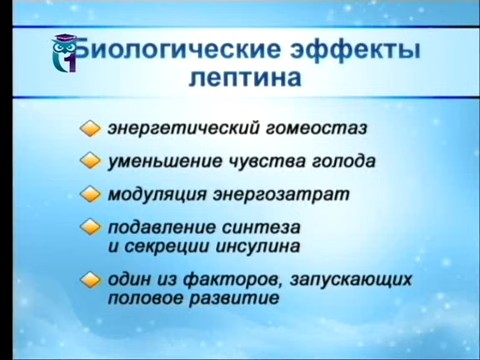 1
Биологические эффекты
лептина
энергетический гомеостаз
уменьшение чувства голода
модуляция энергозатрат
подавление синтеза
и секреции инсулина
один из факторов, запускающих
половое развитие